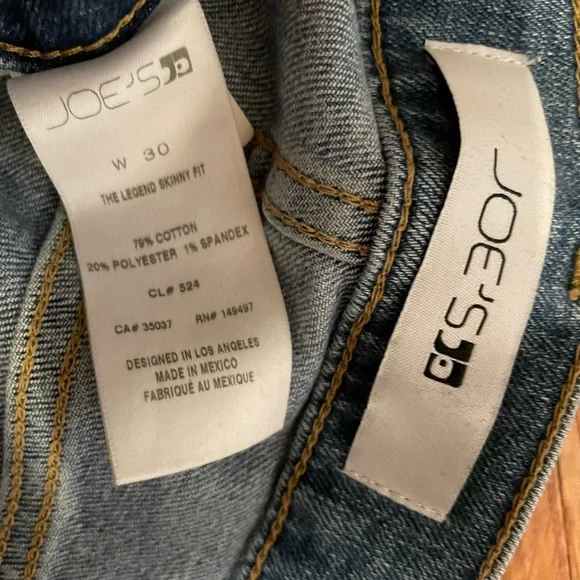 JOE'S
W 30
THE LEGEND SKINNY FIT
79% COTTON
20% POLYESTER 1% SPANDEX
CL# 524
CA# 35037 RN# 149497
DESIGNED IN LOS ANGELES
MADE IN MEXICO
FABRIQUÉ AU MEXIQUE
JOE'S